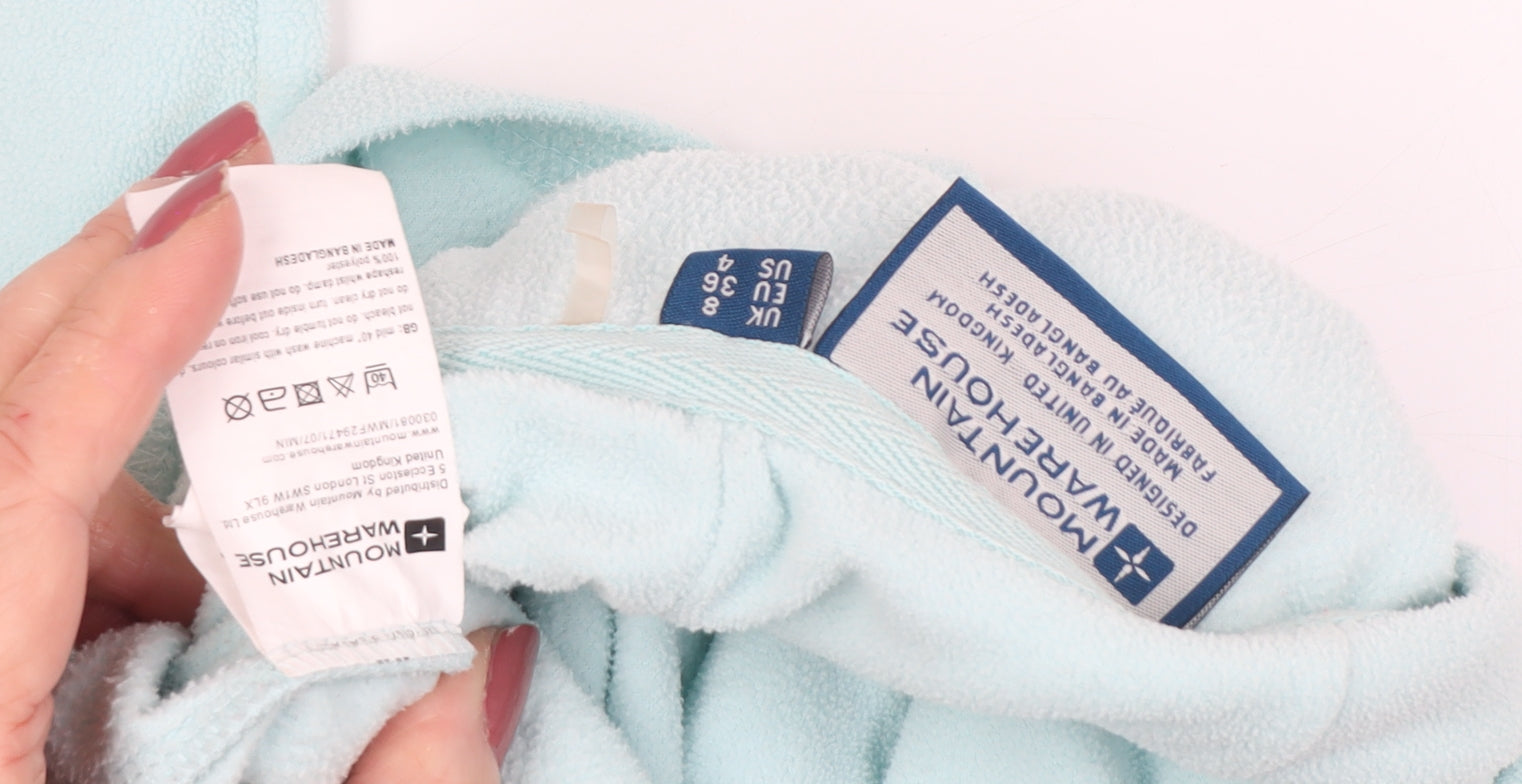 MOUNTAIN
WAREHOUSE
Distributed by Mountain Warehouse Ltd.
5 Eccleston St London SW1W 9LX
United Kingdom
www.mountainwarehouse.com
030081/MWF29471/07/MIN
40
GB: mild 40° machine wash with similar colours,
not bleach. do not tumble dry. cool iron on
do not dry clean. turn inside out before
reshape whilst damp. do not use
100% polyester
MADE IN BANGLADESH
UK 8
EU 36
US 4
MOUNTAIN
WAREHOUSE
DESIGNED IN UNITED KINGDOM
MADE IN BANGLADESH
FABRIQUÉ AU BANGLADESH